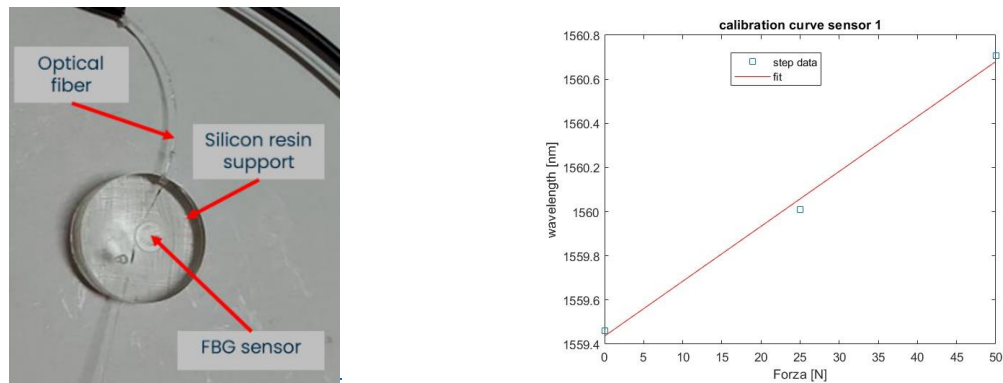 Optical
fiber
Silicon resin
support
FBG sensor
calibration curve sensor 1
1560.8
1560.6
1560.4
1560.2
1560
1559.8
1559.6
1559.4
wavelength [nm]
step data
fit
0
5
10
15
20
25
30
35
40
45
50
Forza [N]